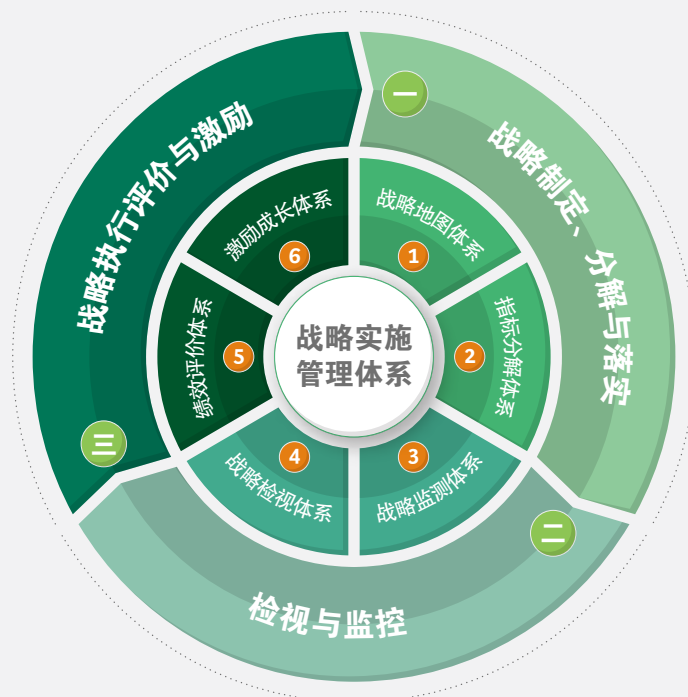 战略实施
管理体系
一
战略制定、分解与落实
1
战略地图体系
2
指标分解体系
二
检视与监控
3
战略监测体系
4
战略检视体系
三
战略执行评价与激励
5
绩效评价体系
6
激励成长体系